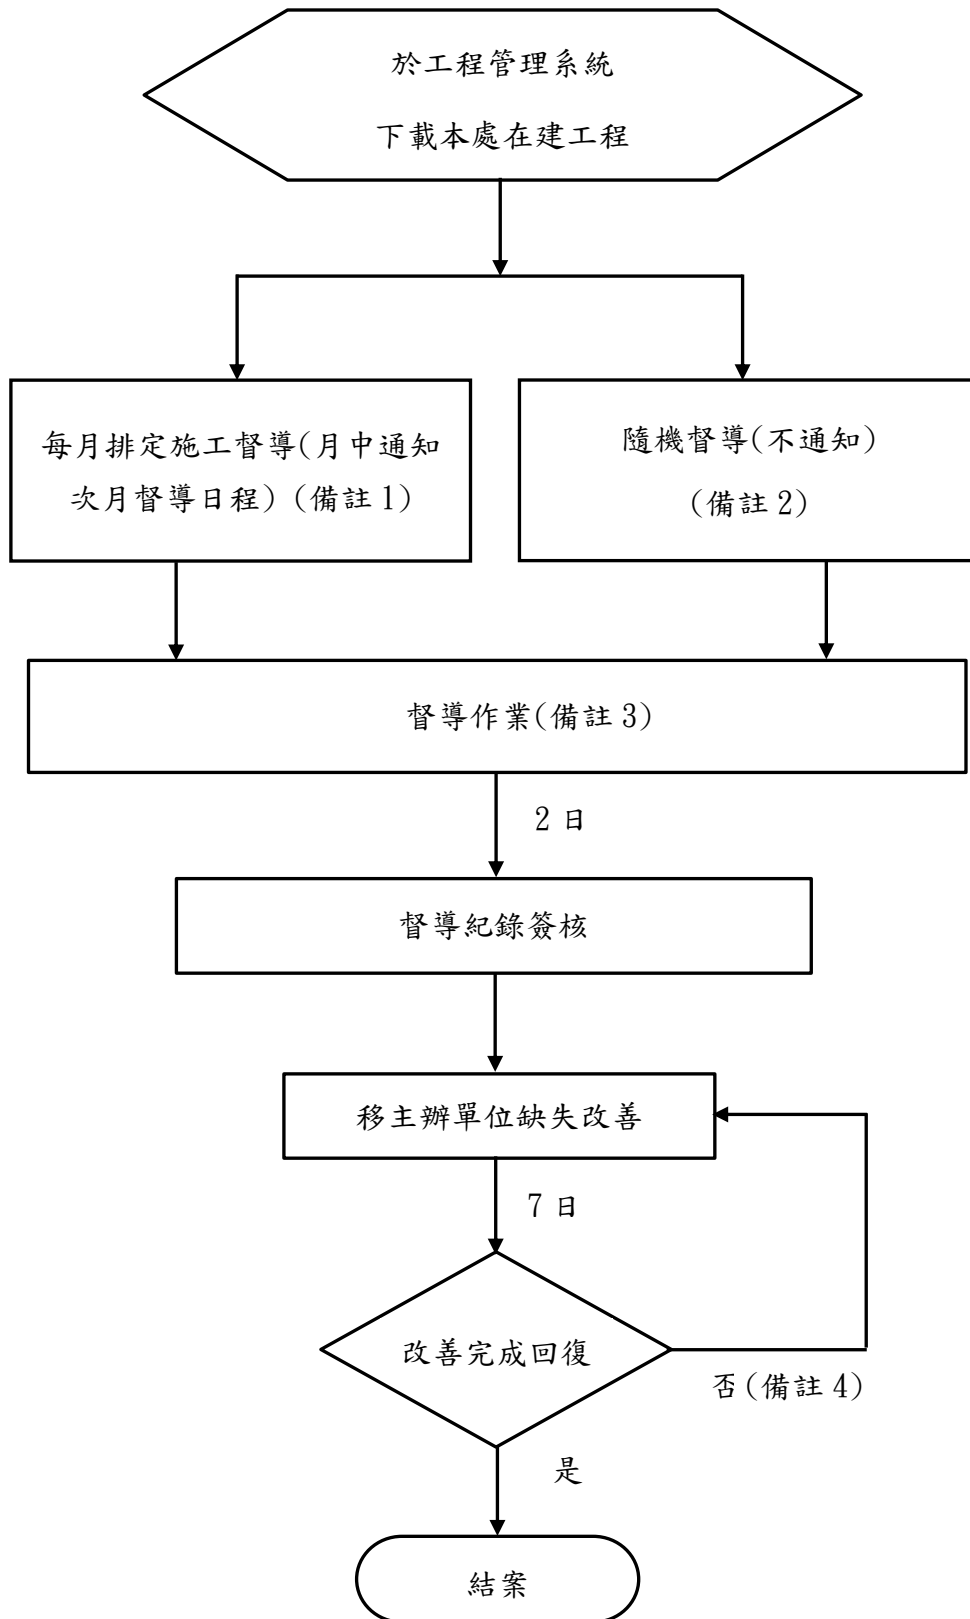 於工程管理系統
下載本處在建工程
每月排定施工督導(月中通知
次月督導日程) (備註 1)
隨機督導(不通知)
(備註 2)
督導作業(備註 3)
2 日
督導紀錄簽核
移主辦單位缺失改善
7 日
改善完成回復
否(備註 4)
是
結案